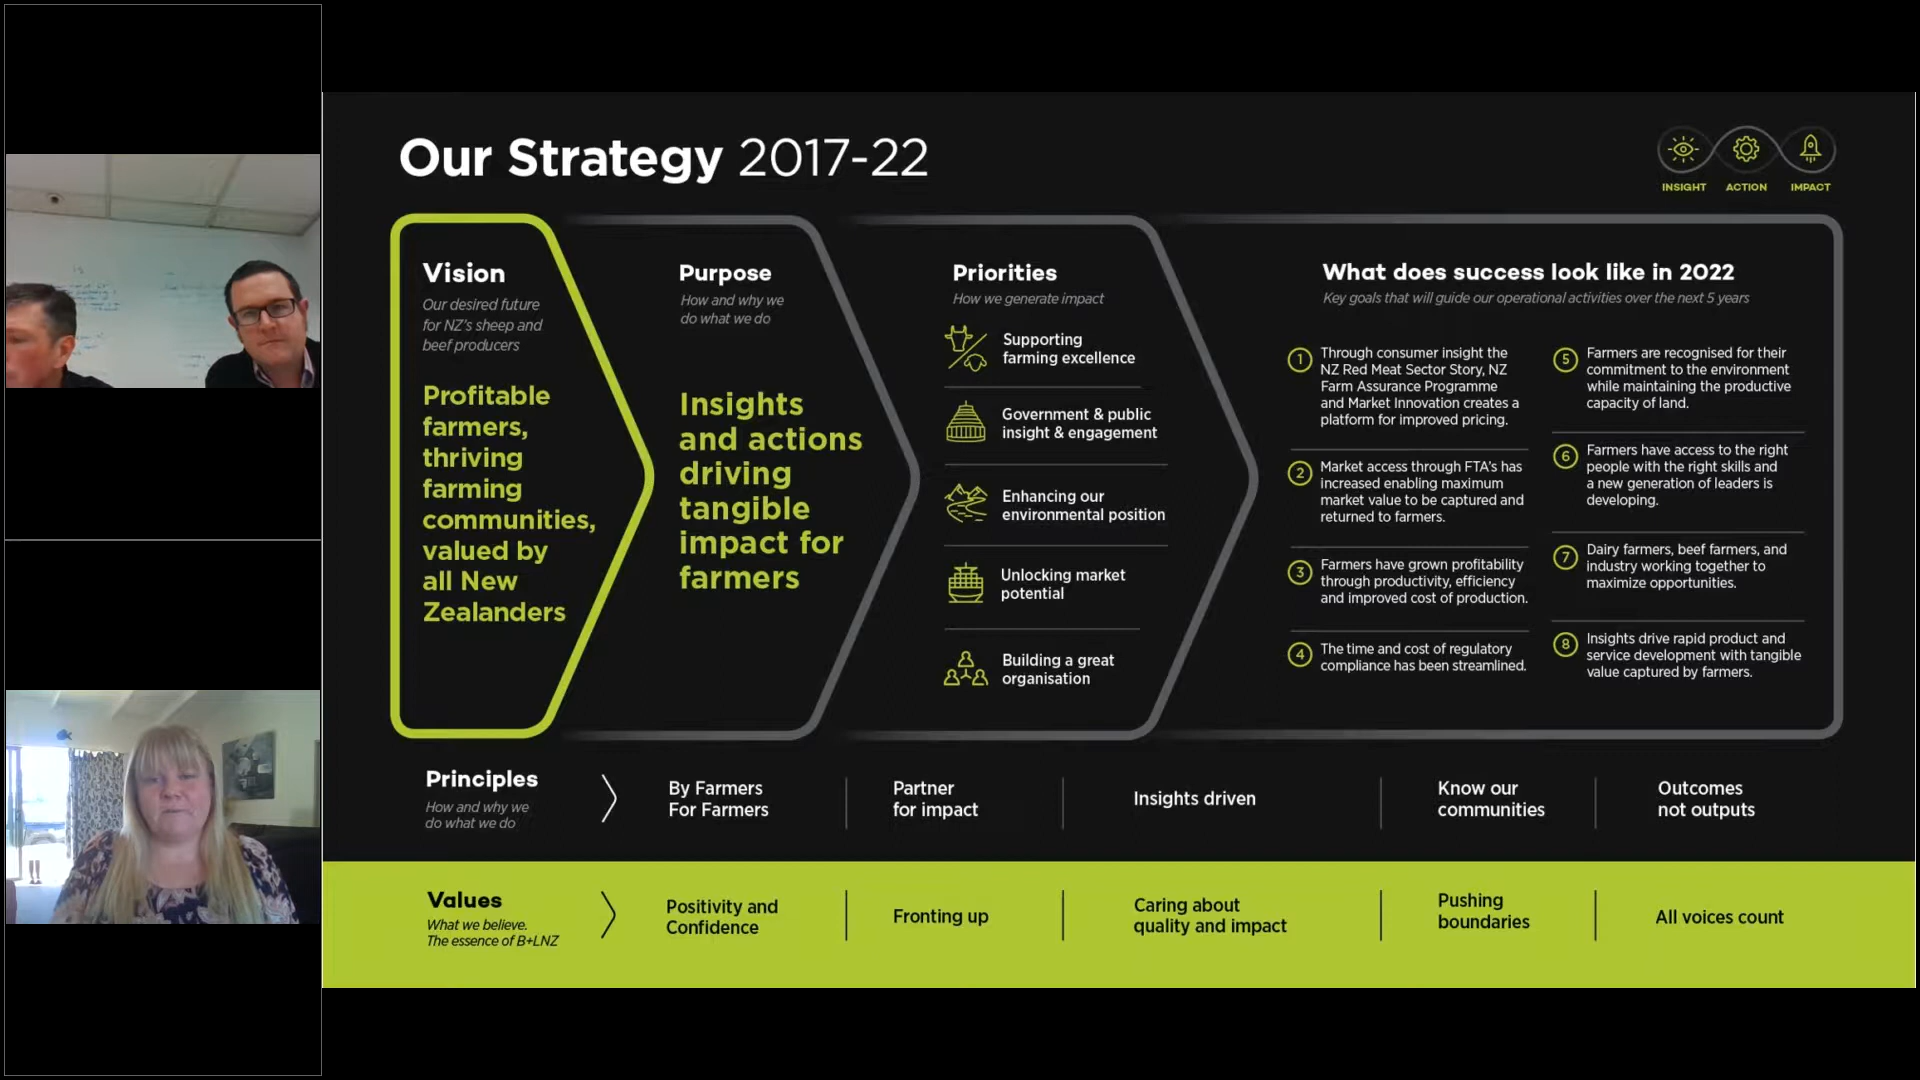 Our Strategy 2017-22
INSIGHT ACTION IMPACT
Vision
Our desired future
for NZ's sheep and
beef producers
Profitable
farmers,
thriving
farming
communities,
valued by
all New
Zealanders
Purpose
How and why we
do what we do
Insights
and actions
driving
tangible
impact for
farmers
Priorities
How we generate impact
Supporting
farming excellence
Government & public
insight & engagement
Enhancing our
environmental position
Unlocking market
potential
Building a great
organisation
What does success look like in 2022
Key goals that will guide our operational activities over the next 5 years
1 Through consumer insight the
NZ Red Meat Sector Story, NZ
Farm Assurance Programme
and Market Innovation creates a
platform for improved pricing.
2 Market access through FTA's has
increased enabling maximum
market value to be captured and
returned to farmers.
3 Farmers have grown profitability
through productivity, efficiency
and improved cost of production.
4 The time and cost of regulatory
compliance has been streamlined.
5 Farmers are recognised for their
commitment to the environment
while maintaining the productive
capacity of land.
6 Farmers have access to the right
people with the right skills and
a new generation of leaders is
developing.
7 Dairy farmers, beef farmers, and
industry working together to
maximize opportunities.
8 Insights drive rapid product and
service development with tangible
value captured by farmers.
Principles
How and why we
do what we do
By Farmers
For Farmers
Partner
for impact
Insights driven
Know our
communities
Outcomes
not outputs
Values
What we believe.
The essence of B+LNZ
Positivity and
Confidence
Fronting up
Caring about
quality and impact
Pushing
boundaries
All voices count